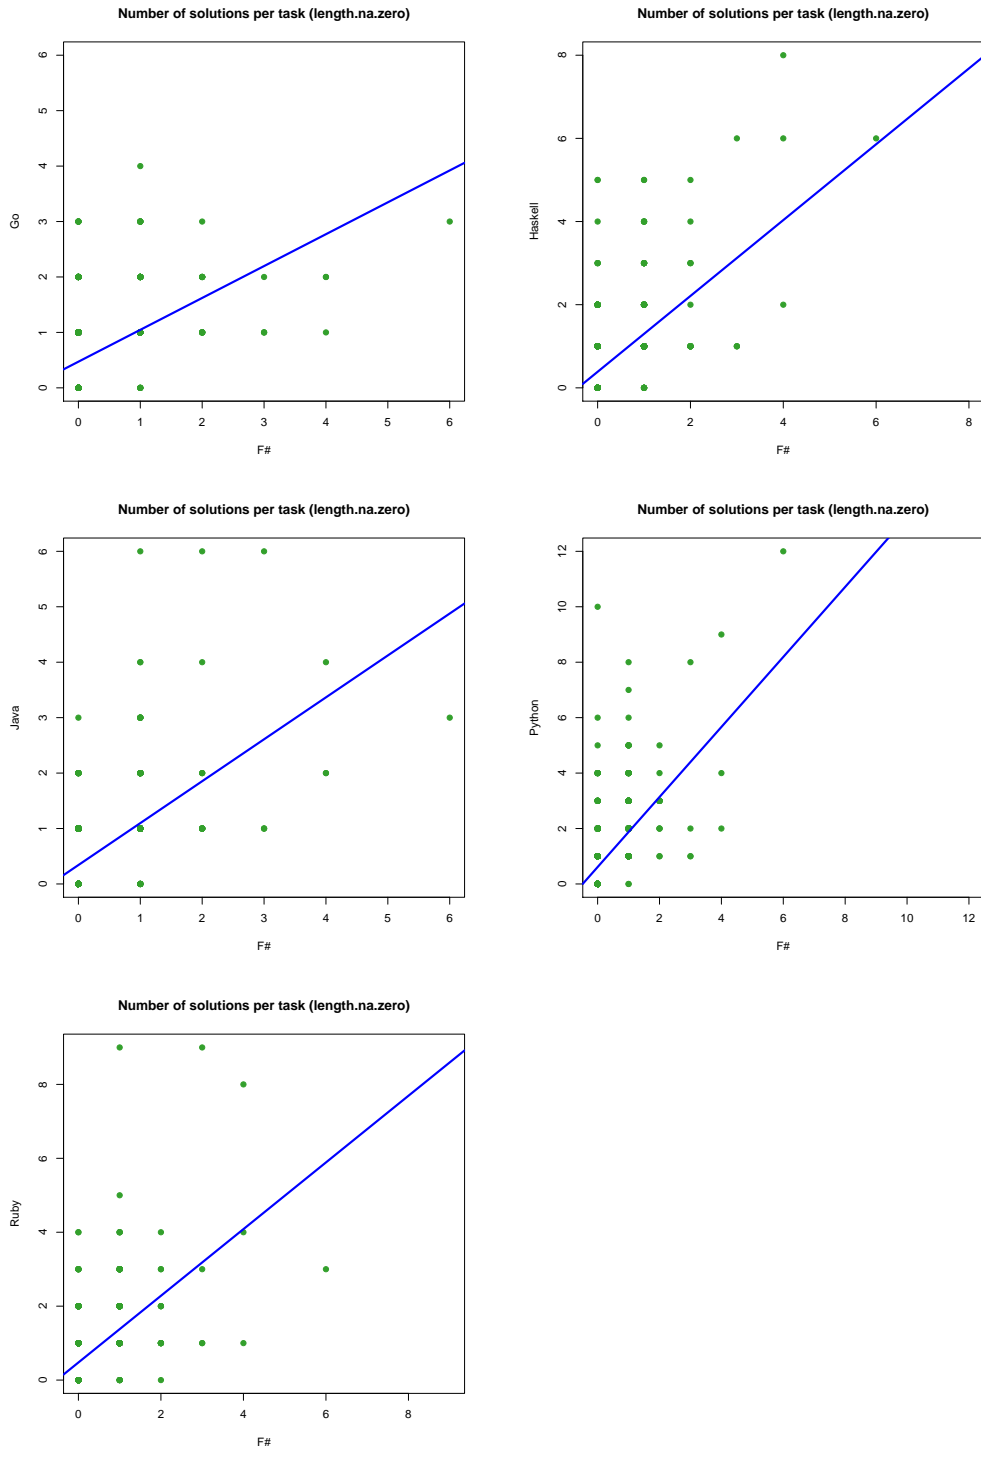 Number of solutions per task (length.na.zero)
Go
0 1 2 3 4 5 6
0 1 2 3 4 5 6
F#
Number of solutions per task (length.na.zero)
Haskell
0 2 4 6 8
0 2 4 6 8
F#
Number of solutions per task (length.na.zero)
Java
0 1 2 3 4 5 6
0 1 2 3 4 5 6
F#
Number of solutions per task (length.na.zero)
Python
0 2 4 6 8 10 12
0 2 4 6 8 10 12
F#
Number of solutions per task (length.na.zero)
Ruby
0 2 4 6 8
0 2 4 6 8
F#